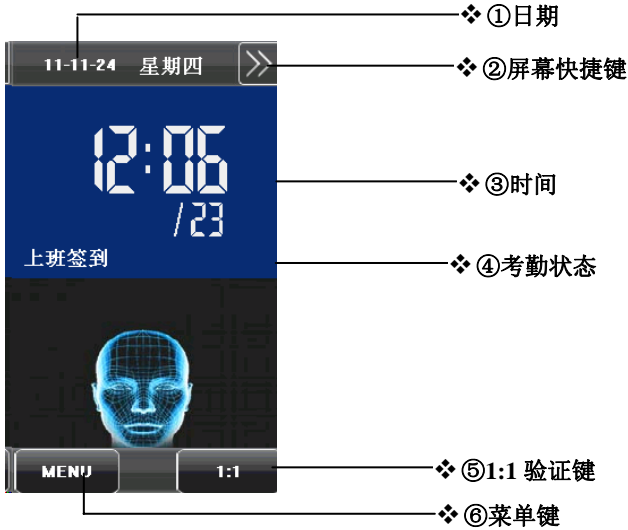 ❖ ①日期
11-11-24 星期四
❖ ②屏幕快捷键
12:06
❖ ③时间
/23
上班签到
❖ ④考勤状态
MENU
1:1
❖ ⑤1:1 验证键
❖ ⑥菜单键